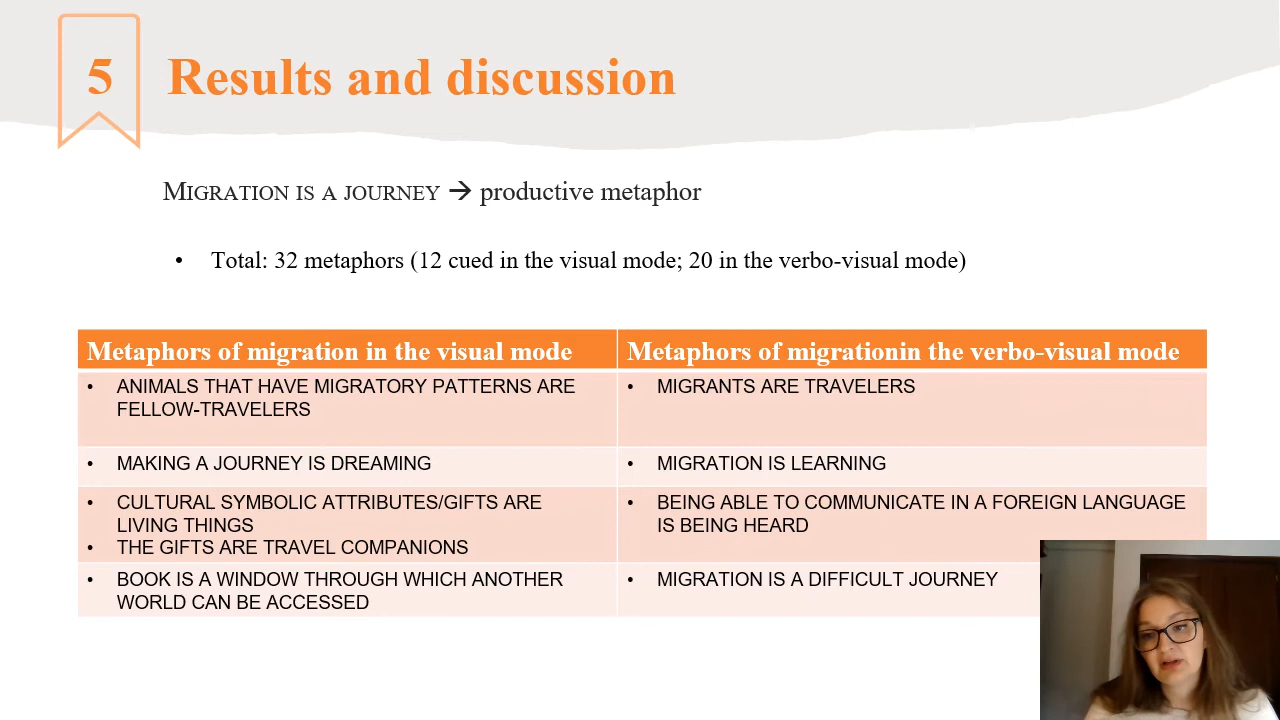 5
Results and discussion
MIGRATION IS A JOURNEY → productive metaphor
• Total: 32 metaphors (12 cued in the visual mode; 20 in the verbo-visual mode)
Metaphors of migration in the visual mode
Metaphors of migrationin the verbo-visual mode
• ANIMALS THAT HAVE MIGRATORY PATTERNS ARE
FELLOW-TRAVELERS
• MIGRANTS ARE TRAVELERS
• MAKING A JOURNEY IS DREAMING
• MIGRATION IS LEARNING
• CULTURAL SYMBOLIC ATTRIBUTES/GIFTS ARE
LIVING THINGS
• THE GIFTS ARE TRAVEL COMPANIONS
• BEING ABLE TO COMMUNICATE IN A FOREIGN LANGUAGE
IS BEING HEARD
• BOOK IS A WINDOW THROUGH WHICH ANOTHER
WORLD CAN BE ACCESSED
• MIGRATION IS A DIFFICULT JOURNEY